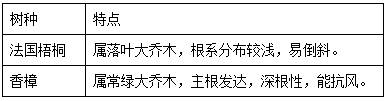 树种 特点
法国梧桐 属落叶大乔木，根系分布较浅，易倒斜。
香樟 属常绿大乔木，主根发达，深根性，能抗风。